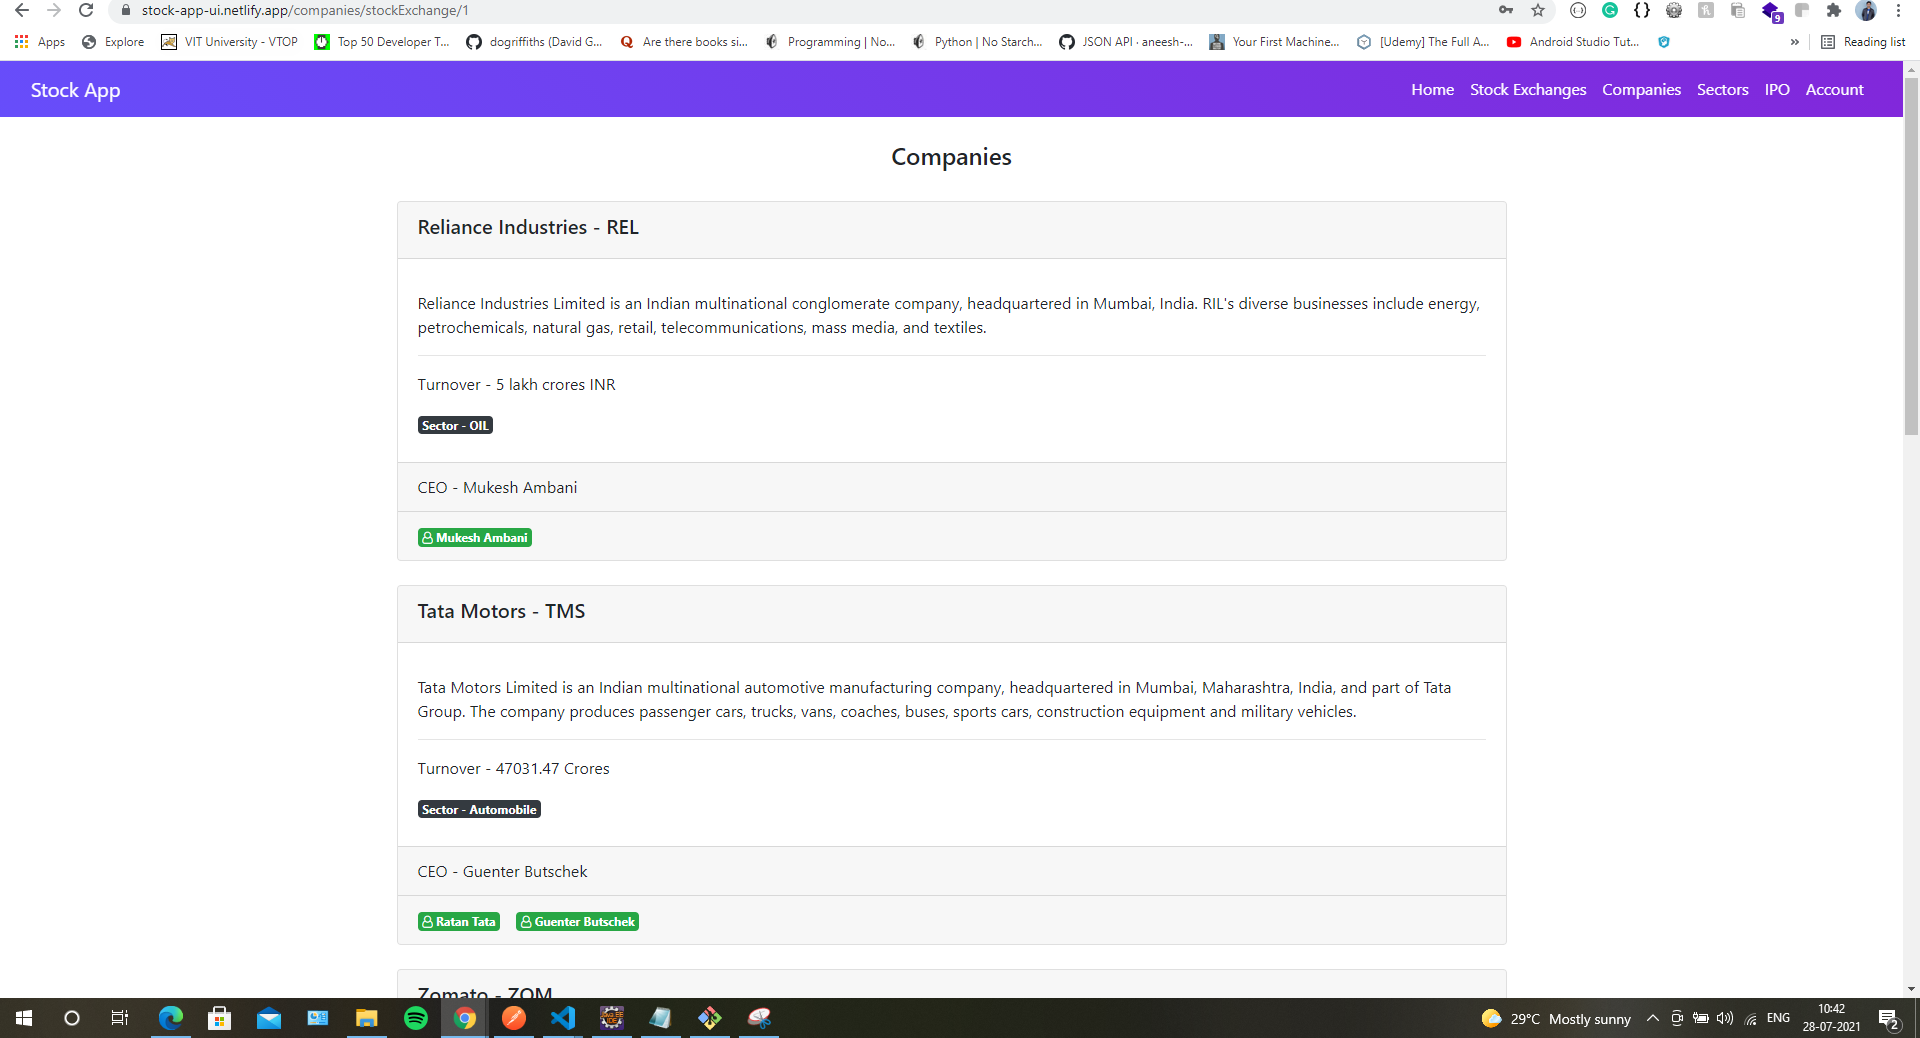 stock-app-ui.netlify.app/companies/stockExchange/1
9
Apps Explore VIT University - VTOP Top 50 Developer T... dogriffiths (David G... Are there books si... Programming | No... Python | No Starch... JSON API · aneesh-... Your First Machine... [Udemy] The Full A... Android Studio Tut... » Reading list
Stock App Home Stock Exchanges Companies Sectors IPO Account
Companies
Reliance Industries - REL
Reliance Industries Limited is an Indian multinational conglomerate company, headquartered in Mumbai, India. RIL's diverse businesses include energy,
petrochemicals, natural gas, retail, telecommunications, mass media, and textiles.
Turnover - 5 lakh crores INR
Sector - OIL
CEO - Mukesh Ambani
Mukesh Ambani
Tata Motors - TMS
Tata Motors Limited is an Indian multinational automotive manufacturing company, headquartered in Mumbai, Maharashtra, India, and part of Tata
Group. The company produces passenger cars, trucks, vans, coaches, buses, sports cars, construction equipment and military vehicles.
Turnover - 47031.47 Crores
Sector - Automobile
CEO - Guenter Butschek
Ratan Tata Guenter Butschek
Zomato - ZOM
29°C Mostly sunny ENG
10:42
28-07-2021
2